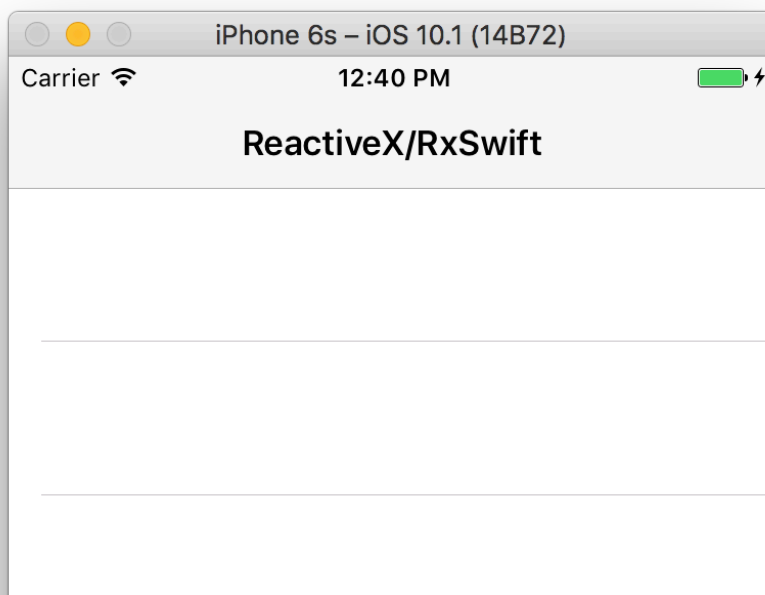 iPhone 6s – iOS 10.1 (14B72)
Carrier 12:40 PM
ReactiveX/RxSwift